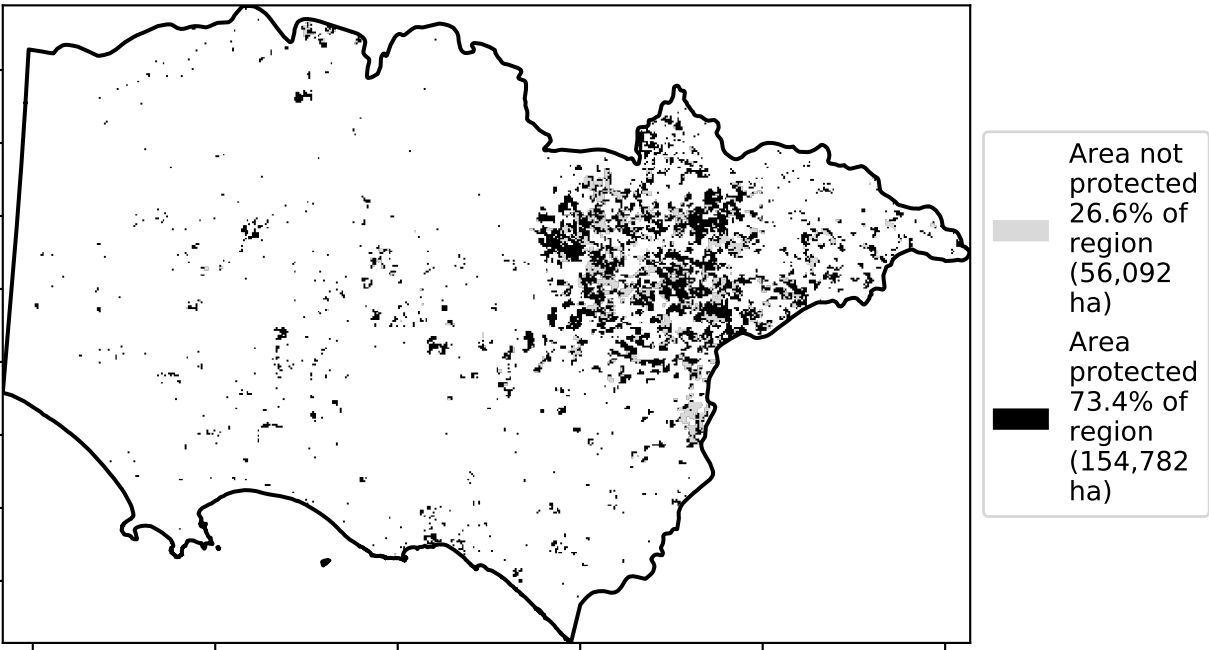 Area not
protected
26.6% of
region
(56,092
ha)
Area
protected
73.4% of
region
(154,782
ha)